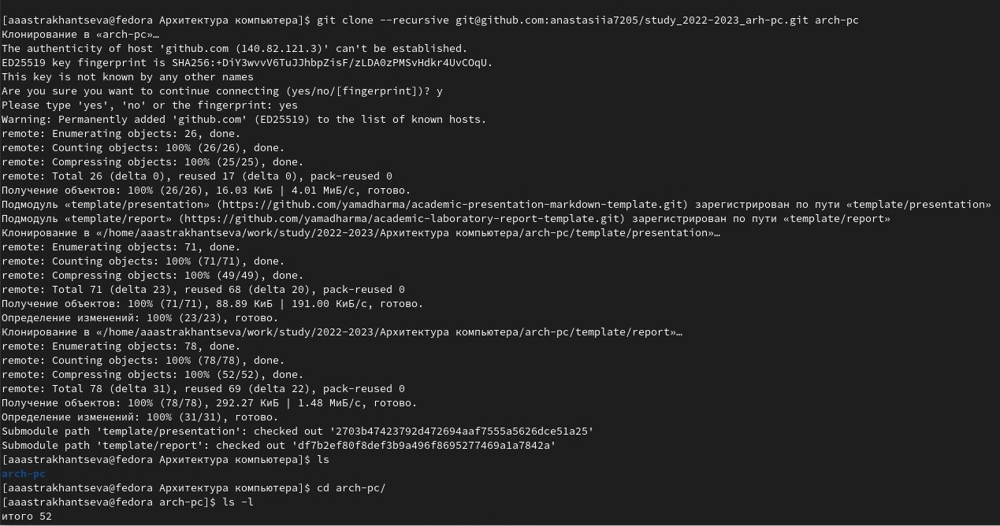 [aaastrakhantseva@fedora Архитектура компьютера]$ git clone --recursive git@github.com:anastasiia7205/study_2022-2023_arh-pc.git arch-pc
Клонирование в «arch-pc»…
The authenticity of host 'github.com (140.82.121.3)' can't be established.
ED25519 key fingerprint is SHA256:+DiY3wvvV6TuJJhbpZisF/zLDA0zPMSvHdkr4UvCOqU.
This key is not known by any other names
Are you sure you want to continue connecting (yes/no/[fingerprint])? y
Please type 'yes', 'no' or the fingerprint: yes
Warning: Permanently added 'github.com' (ED25519) to the list of known hosts.
remote: Enumerating objects: 26, done.
remote: Counting objects: 100% (26/26), done.
remote: Compressing objects: 100% (25/25), done.
remote: Total 26 (delta 0), reused 17 (delta 0), pack-reused 0
Получение объектов: 100% (26/26), 16.03 КиБ | 4.01 МиБ/с, готово.
Подмодуль «template/presentation» (https://github.com/yamadharma/academic-presentation-markdown-template.git) зарегистрирован по пути «template/presentation»
Подмодуль «template/report» (https://github.com/yamadharma/academic-laboratory-report-template.git) зарегистрирован по пути «template/report»
Клонирование в «/home/aaastrakhantseva/work/study/2022-2023/Архитектура компьютера/arch-pc/template/presentation»…
remote: Enumerating objects: 71, done.
remote: Counting objects: 100% (71/71), done.
remote: Compressing objects: 100% (49/49), done.
remote: Total 71 (delta 23), reused 68 (delta 20), pack-reused 0
Получение объектов: 100% (71/71), 88.89 КиБ | 191.00 КиБ/с, готово.
Определение изменений: 100% (23/23), готово.
Клонирование в «/home/aaastrakhantseva/work/study/2022-2023/Архитектура компьютера/arch-pc/template/report»…
remote: Enumerating objects: 78, done.
remote: Counting objects: 100% (78/78), done.
remote: Compressing objects: 100% (52/52), done.
remote: Total 78 (delta 31), reused 69 (delta 22), pack-reused 0
Получение объектов: 100% (78/78), 292.27 КиБ | 1.48 МиБ/с, готово.
Определение изменений: 100% (31/31), готово.
Submodule path 'template/presentation': checked out '2703b47423792d472694aaf7555a5626dce51a25'
Submodule path 'template/report': checked out 'df7b2ef80f8def3b9a496f8695277469a1a7842a'
[aaastrakhantseva@fedora Архитектура компьютера]$ ls
arch-pc
[aaastrakhantseva@fedora Архитектура компьютера]$ cd arch-pc/
[aaastrakhantseva@fedora arch-pc]$ ls -l
итого 52